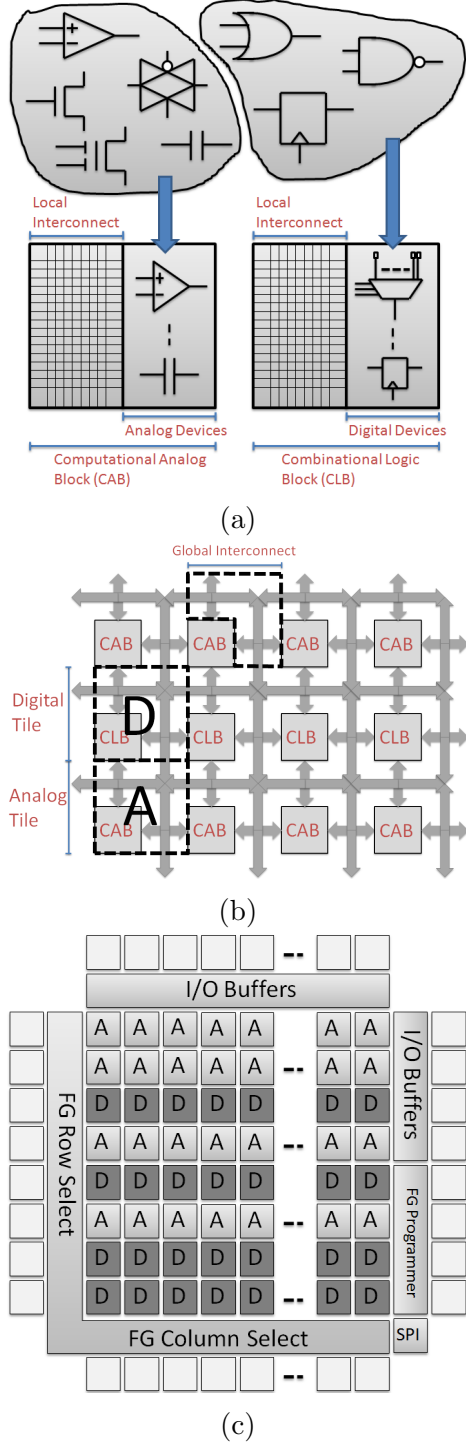 +
−
Local
Interconnect
Local
Interconnect
+
−
Analog Devices
Digital Devices
Computational Analog
Block (CAB)
Combinational Logic
Block (CLB)
(a)
Global Interconnect
CAB CAB CAB CAB
Digital
Tile
D
CLB CLB CLB CLB
Analog
Tile
A
CAB CAB CAB CAB
(b)
I/O Buffers
FG Row Select
A A A A A A A
A A A A A -- A A
D D D D D D D
A A A A A A A
D D D D D D D
A A A A A A A
D D D D D D D
D D D D D -- D D
I/O Buffers
FG Programmer
FG Column Select
SPI
(c)